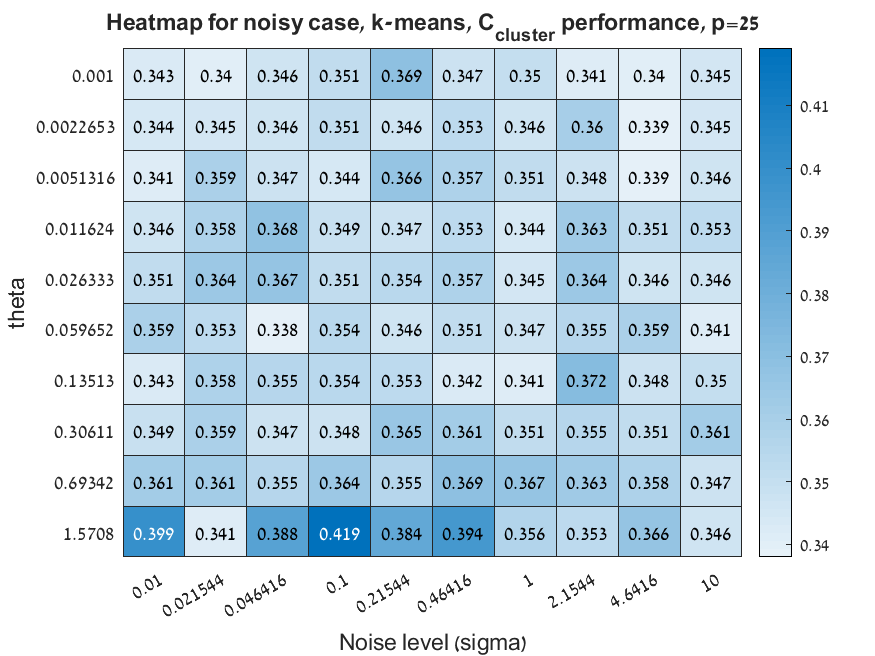 Heatmap for noisy case, k-means, C_cluster performance, p=25
0.001 0.343 0.34 0.346 0.351 0.369 0.347 0.35 0.341 0.34 0.345
0.0022653 0.344 0.345 0.346 0.351 0.346 0.353 0.346 0.36 0.339 0.345
0.0051316 0.341 0.359 0.347 0.344 0.366 0.357 0.351 0.348 0.339 0.346
0.011624 0.346 0.358 0.368 0.349 0.347 0.353 0.344 0.363 0.351 0.353
0.026333 0.351 0.364 0.367 0.351 0.354 0.357 0.345 0.364 0.346 0.346
0.059652 0.359 0.353 0.338 0.354 0.346 0.351 0.347 0.355 0.359 0.341
0.13513 0.343 0.358 0.355 0.354 0.353 0.342 0.341 0.372 0.348 0.35
0.30611 0.349 0.359 0.347 0.348 0.365 0.361 0.351 0.355 0.351 0.361
0.69342 0.361 0.361 0.355 0.364 0.355 0.369 0.367 0.363 0.358 0.347
1.5708 0.399 0.341 0.388 0.419 0.384 0.394 0.356 0.353 0.366 0.346
0.01 0.021544 0.046416 0.1 0.21544 0.46416 1 2.1544 4.6416 10
Noise level (sigma)
theta
0.41
0.4
0.39
0.38
0.37
0.36
0.35
0.34